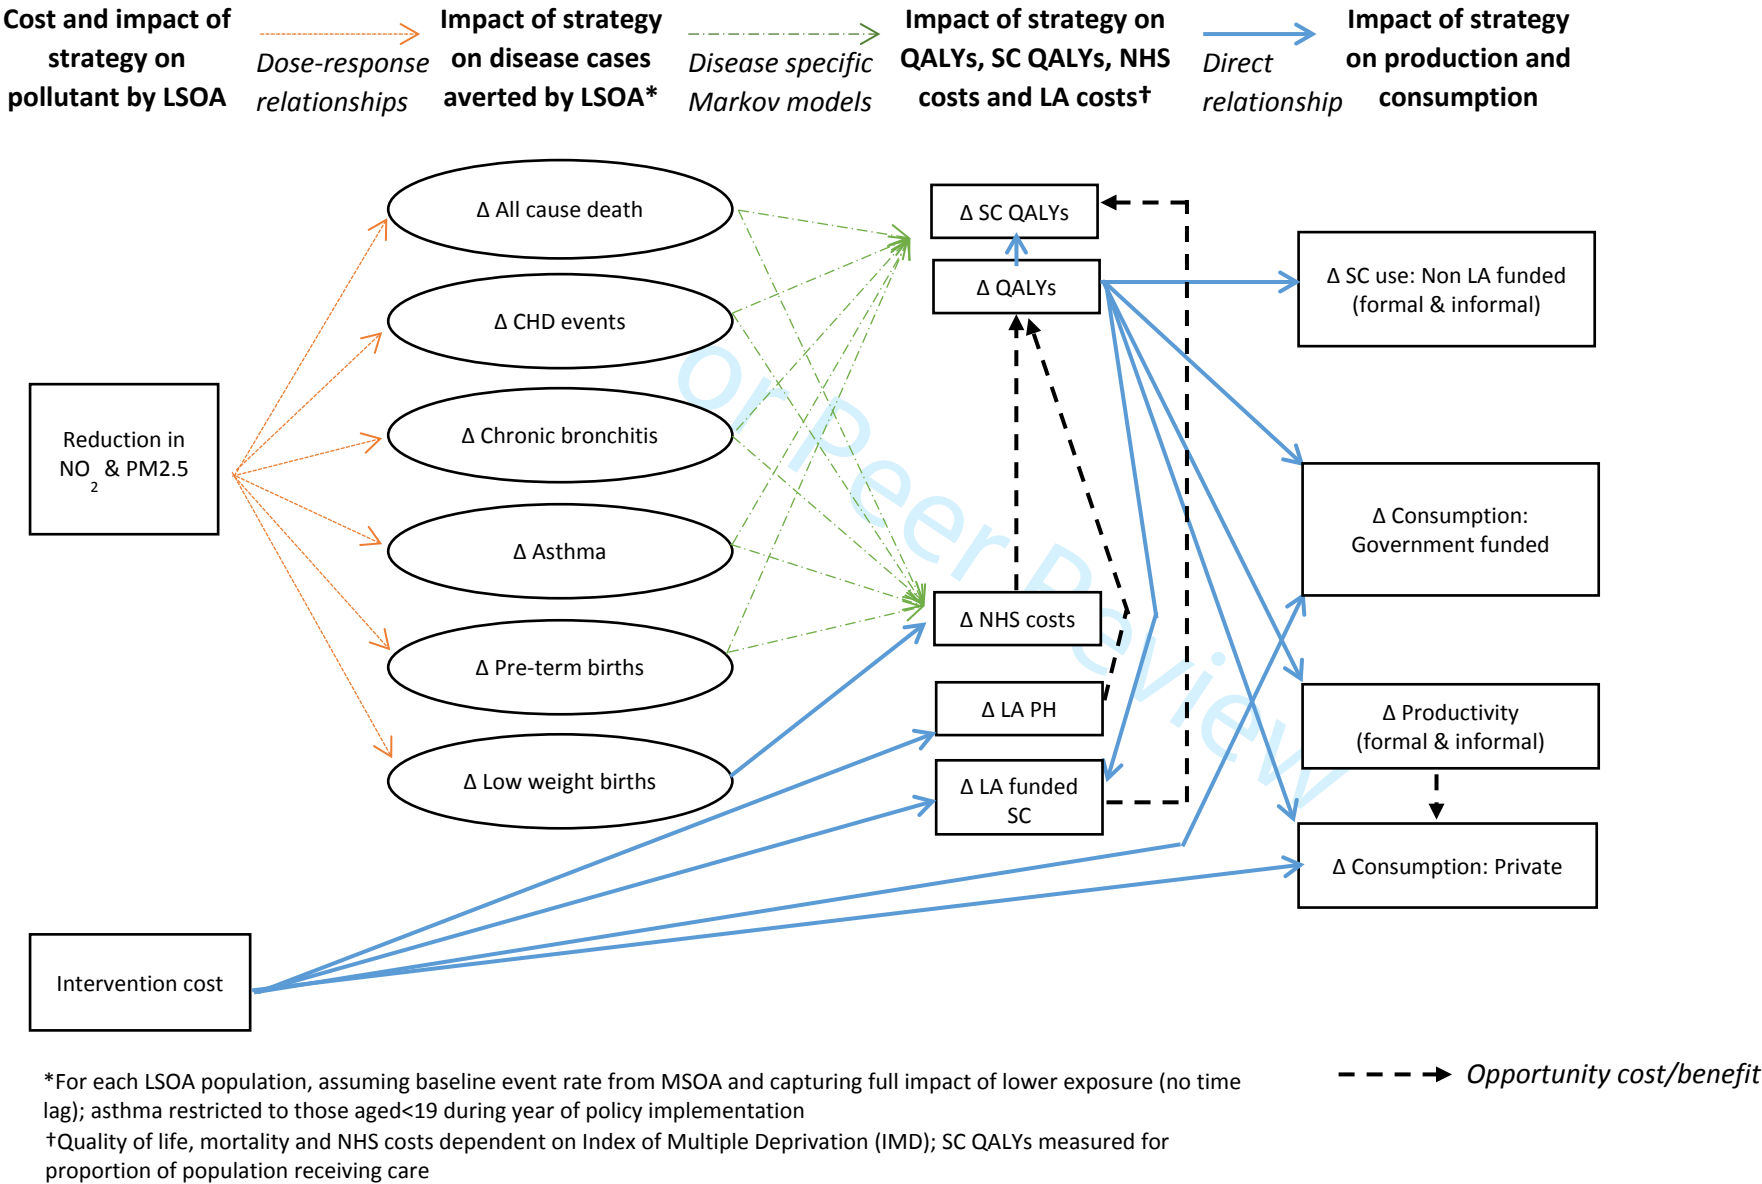 Cost and impact of
strategy on
pollutant by LSOA
Dose-response
relationships
Impact of strategy
on disease cases
averted by LSOA*
Disease specific
Markov models
Impact of strategy on
QALYs, SC QALYs, NHS
costs and LA costs†
Direct
relationship
Impact of strategy
on production and
consumption
Reduction in
NO2 & PM2.5
Intervention cost
Δ All cause death
Δ CHD events
Δ Chronic bronchitis
Δ Asthma
Δ Pre-term births
Δ Low weight births
Δ SC QALYs
Δ QALYs
Δ NHS costs
Δ LA PH
Δ LA funded
SC
Δ SC use: Non LA funded
(formal & informal)
Δ Consumption:
Government funded
Δ Productivity
(formal & informal)
Δ Consumption: Private
or Peer Review
*For each LSOA population, assuming baseline event rate from MSOA and capturing full impact of lower exposure (no time
lag); asthma restricted to those aged<19 during year of policy implementation
†Quality of life, mortality and NHS costs dependent on Index of Multiple Deprivation (IMD); SC QALYs measured for
proportion of population receiving care
Opportunity cost/benefit